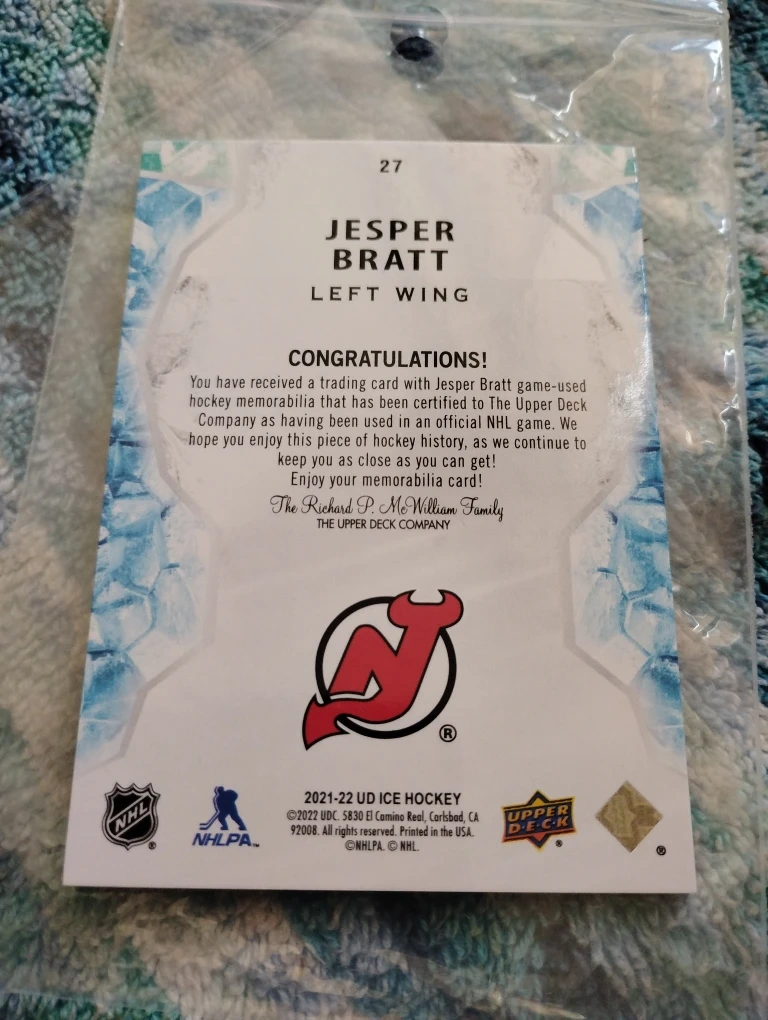 27
JESPER
BRATT
LEFT WING
CONGRATULATIONS!
You have received a trading card with Jesper Bratt game-used
hockey memorabilia that has been certified to The Upper Deck
Company as having been used in an official NHL game. We
hope you enjoy this piece of hockey history, as we continue to
keep you as close as you can get!
Enjoy your memorabilia card!
The Richard P. McWilliam Family
THE UPPER DECK COMPANY
NJ ®
NHL ®
NHLPA™
2021-22 UD ICE HOCKEY
©2022 UDC. 5830 El Camino Real, Carlsbad, CA
92008. All rights reserved. Printed in the USA.
©NHLPA. © NHL.
UPPER
D·E·C·K ®
®